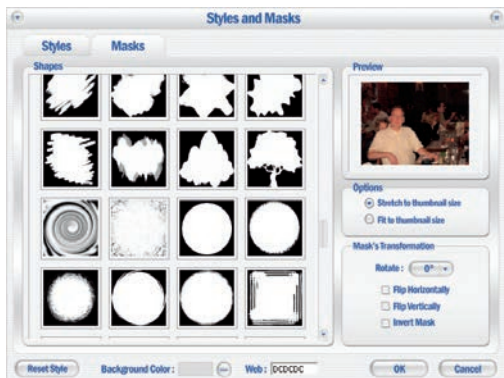 Styles and Masks
Styles Masks
Shapes
Preview
Options
Stretch to thumbnail size
Fit to thumbnail size
Mask's Transformation
Rotate : 0°
Flip Horizontally
Flip Vertically
Invert Mask
Reset Style Background Color : Web : DCDCDC OK Cancel